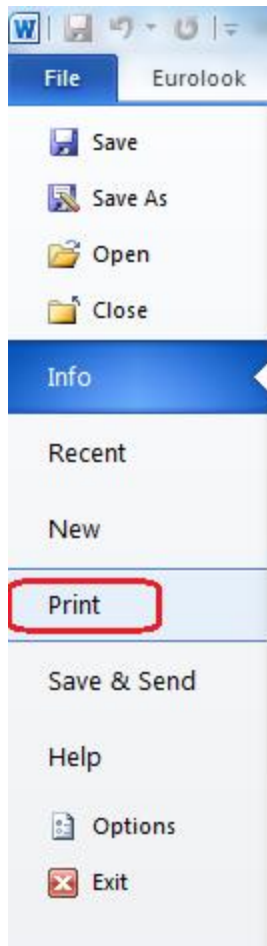 W
File Eurolook
Save
Save As
Open
Close
Info
Recent
New
Print
Save & Send
Help
Options
Exit